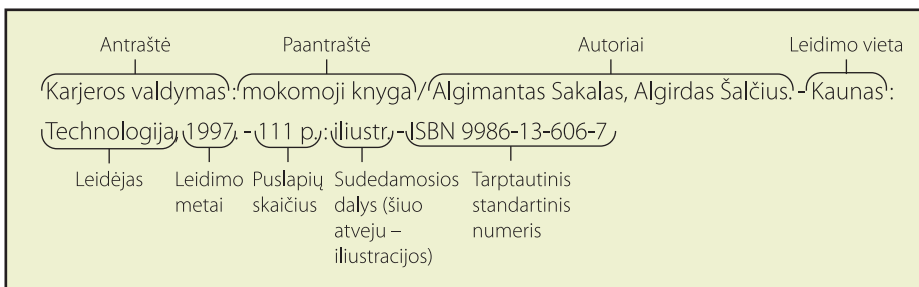 Antraštė Paantraštė Autoriai Leidimo vieta
Karjeros valdymas : mokomoji knyga / Algimantas Sakalas, Algirdas Šalčius. - Kaunas :
Technologija, 1997. - 111 p. : iliustr. - ISBN 9986-13-606-7
Leidėjas Leidimo Puslapių Sudedamosios Tarptautinis
metai skaičius dalys (šiuo standartinis
atveju – numeris
iliustracijos)